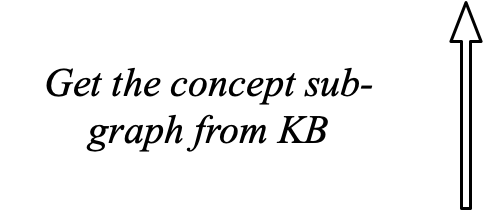 Get the concept sub-
graph from KB